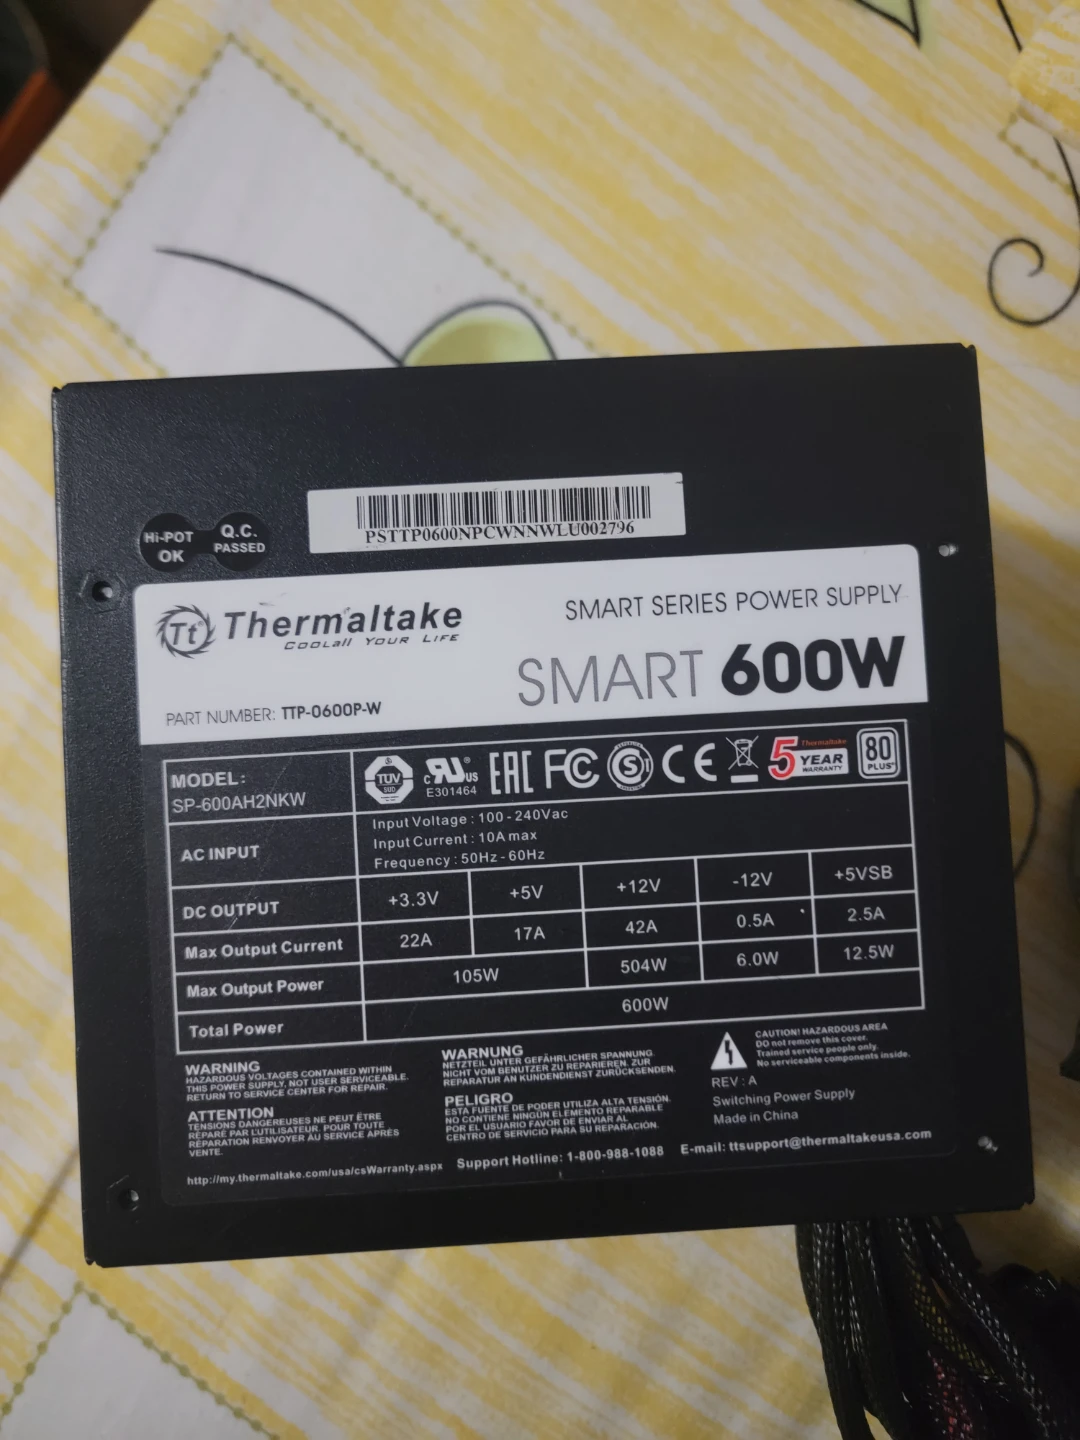 Hi-POT
OK
Q.C.
PASSED
PSTTP0600NPCWNNWLU002796
Tt
Thermaltake
COOLall YOUR LIFE
SMART SERIES POWER SUPPLY
SMART 600W
PART NUMBER: TTP-0600P-W
MODEL:
SP-600AH2NKW
TÜV
SÜD
c RU® US
E301464
EAC FC S CE
5 Thermaltake
YEAR
WARRANTY
80
PLUS
AC INPUT
Input Voltage : 100 - 240Vac
Input Current : 10A max
Frequency : 50Hz - 60Hz
DC OUTPUT +3.3V +5V +12V -12V +5VSB
Max Output Current 22A 17A 42A 0.5A 2.5A
Max Output Power 105W 504W 6.0W 12.5W
Total Power 600W
WARNING
HAZARDOUS VOLTAGES CONTAINED WITHIN
THIS POWER SUPPLY, NOT USER SERVICEABLE.
RETURN TO SERVICE CENTER FOR REPAIR.
ATTENTION
TENSIONS DANGEREUSES NE PEUT ÊTRE
RÉPARÉ PAR L'UTILISATEUR. POUR TOUTE
RÉPARATION RENVOYER AU SERVICE APRÈS
VENTE.
WARNUNG
NETZTEIL UNTER GEFÄHRLICHER SPANNUNG.
NICHT VOM BENUTZER ZU REPARIEREN. ZUR
REPARATUR AN KUNDENDIENST ZURÜCKSENDEN.
PELIGRO
ESTA FUENTE DE PODER UTILIZA ALTA TENSIÓN.
NO CONTIENE NINGÚN ELEMENTO REPARABLE
POR EL USUARIO FAVOR DE ENVIAR AL
CENTRO DE SERVICIO PARA SU REPARACIÓN.
CAUTION! HAZARDOUS AREA
DO not remove this cover.
Trained service people only.
No serviceable components inside.
REV : A
Switching Power Supply
Made in China
http://my.thermaltake.com/usa/csWarranty.aspx Support Hotline: 1-800-988-1088 E-mail: ttsupport@thermaltakeusa.com